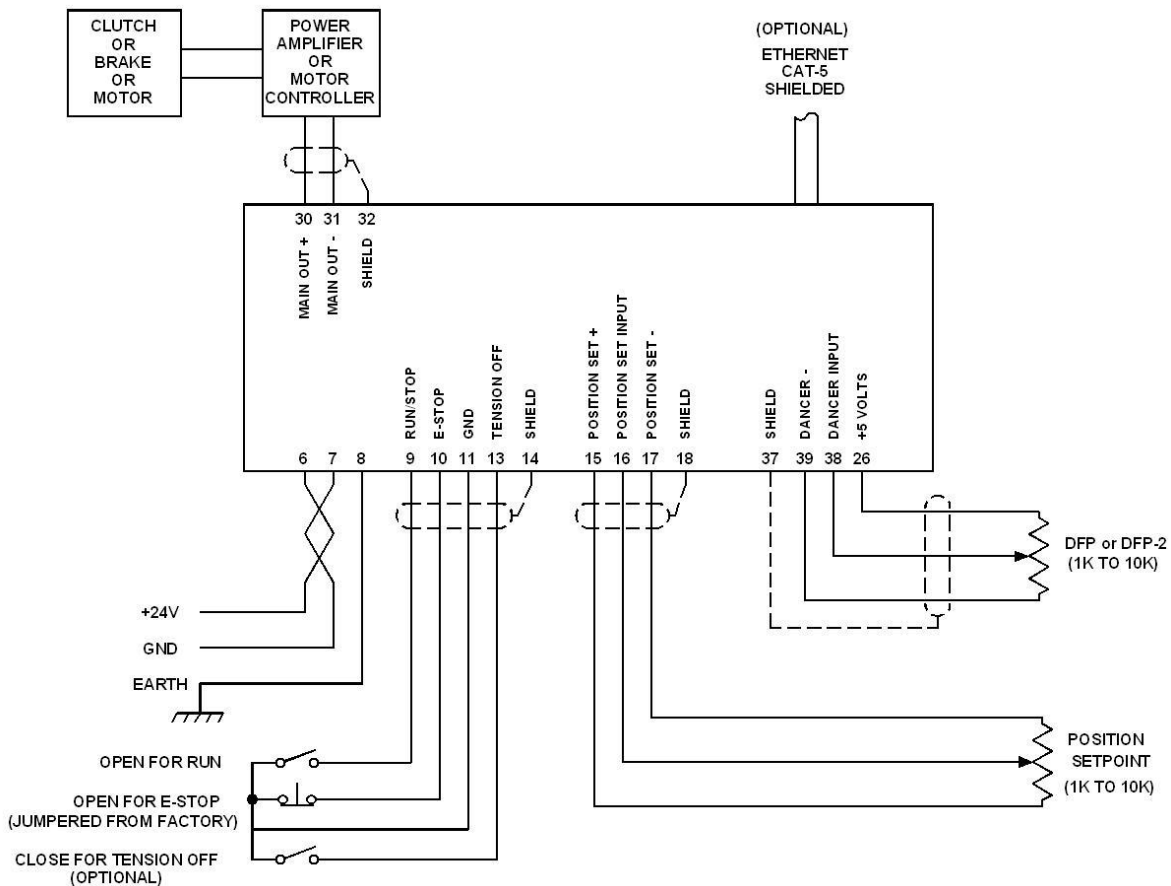 CLUTCH
OR
BRAKE
OR
MOTOR
POWER
AMPLIFIER
OR
MOTOR
CONTROLLER
(OPTIONAL)
ETHERNET
CAT-5
SHIELDED
30 31 32
MAIN OUT +
MAIN OUT -
SHIELD
RUN/STOP
E-STOP
GND
TENSION OFF
SHIELD
POSITION SET +
POSITION SET INPUT
POSITION SET -
SHIELD
SHIELD
DANCER -
DANCER INPUT
+5 VOLTS
6 7 8 9 10 11 13 14 15 16 17 18 37 39 38 26
DFP or DFP-2
(1K TO 10K)
+24V
GND
EARTH
OPEN FOR RUN
OPEN FOR E-STOP
(JUMPERED FROM FACTORY)
CLOSE FOR TENSION OFF
(OPTIONAL)
POSITION
SETPOINT
(1K TO 10K)